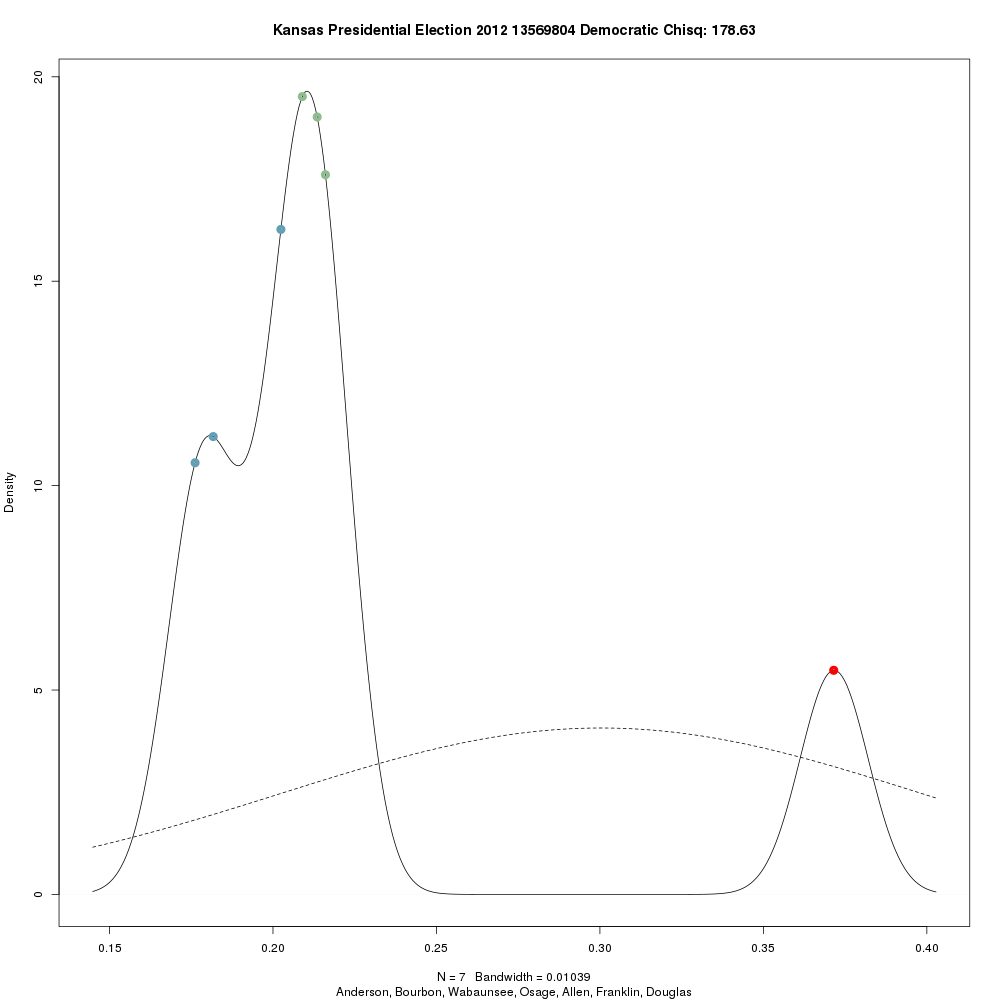 Kansas Presidential Election 2012 13569804 Democratic Chisq: 178.63
20
15
10
5
0
Density
0.15 0.20 0.25 0.30 0.35 0.40
N = 7 Bandwidth = 0.01039
Anderson, Bourbon, Wabaunsee, Osage, Allen, Franklin, Douglas